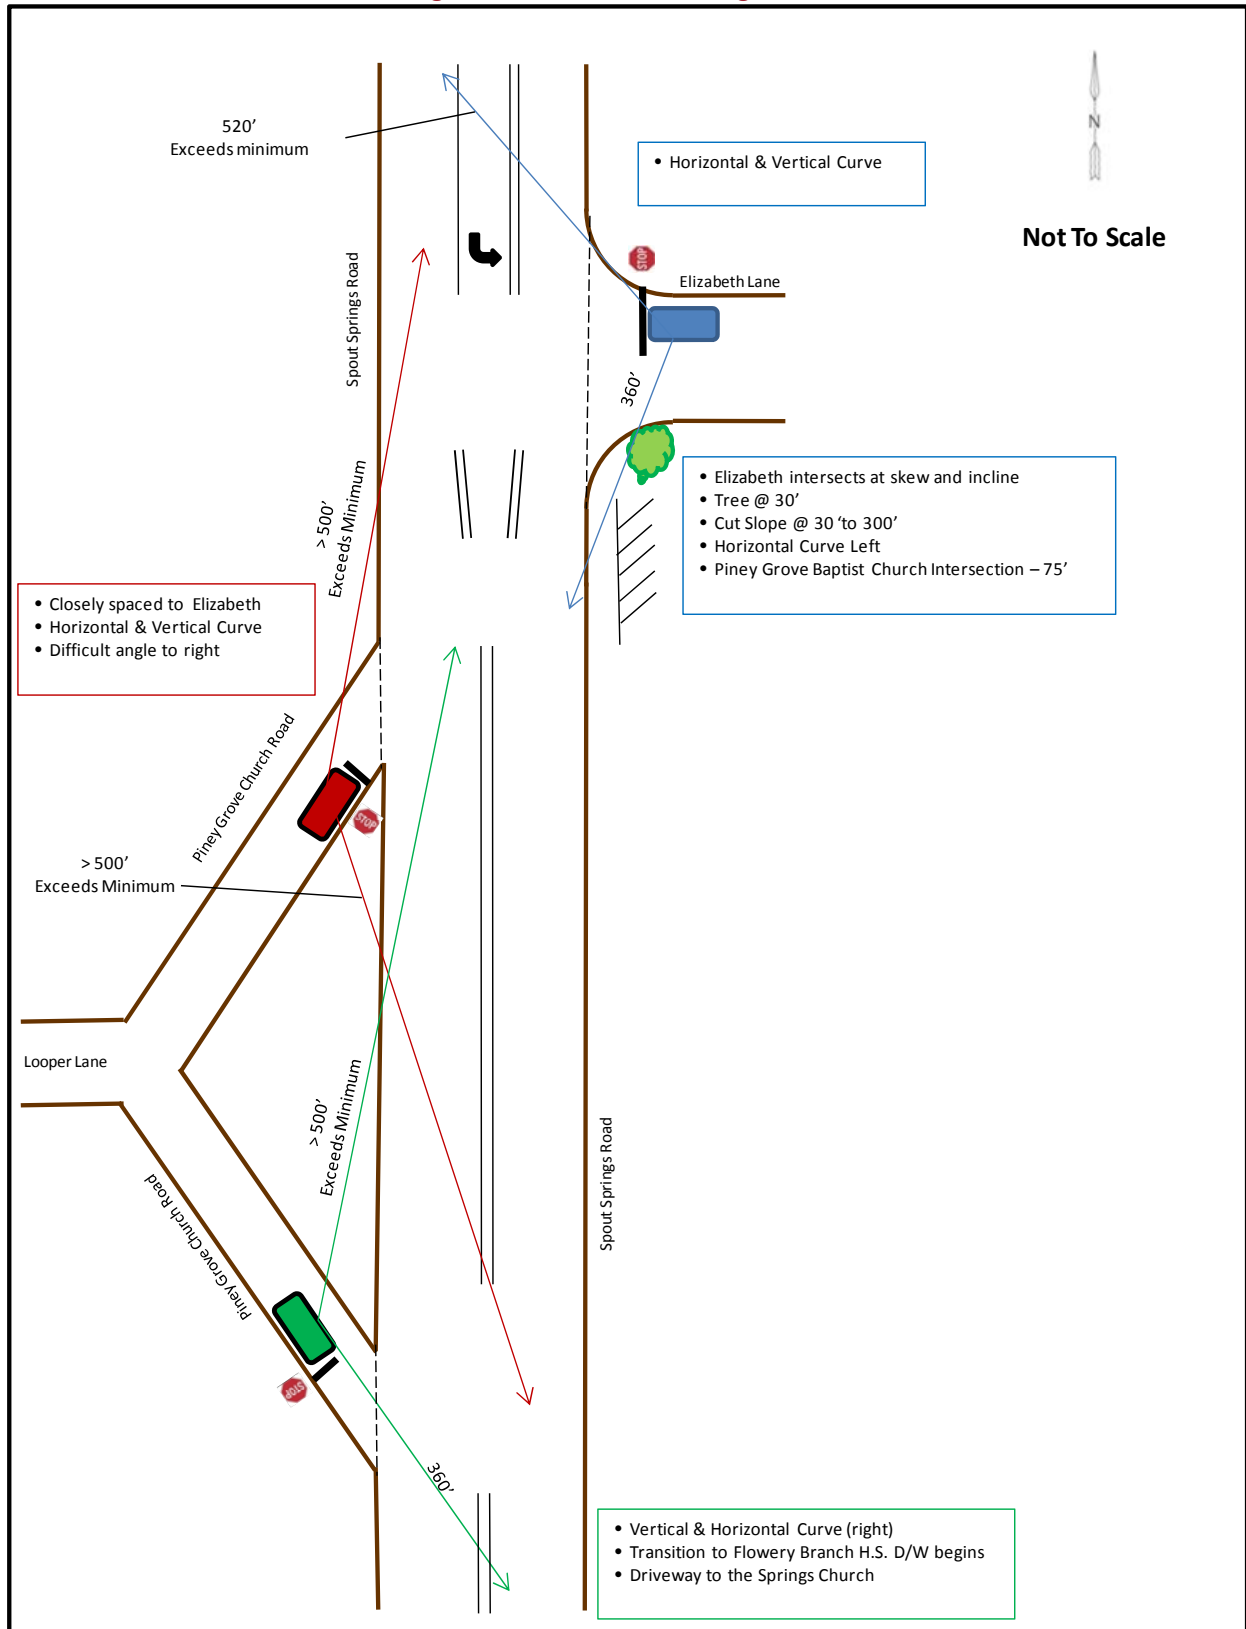 520’
Exceeds minimum
• Horizontal & Vertical Curve
N
Not To Scale
STOP
Elizabeth Lane
Spout Springs Road
360’
> 500’
Exceeds Minimum
• Elizabeth intersects at skew and incline
• Tree @ 30’
• Cut Slope @ 30 ‘to 300’
• Horizontal Curve Left
• Piney Grove Baptist Church Intersection – 75’
• Closely spaced to Elizabeth
• Horizontal & Vertical Curve
• Difficult angle to right
Piney Grove Church Road
STOP
> 500’
Exceeds Minimum
Looper Lane
> 500’
Exceeds Minimum
Spout Springs Road
Piney Grove Church Road
STOP
360’
• Vertical & Horizontal Curve (right)
• Transition to Flowery Branch H.S. D/W begins
• Driveway to the Springs Church